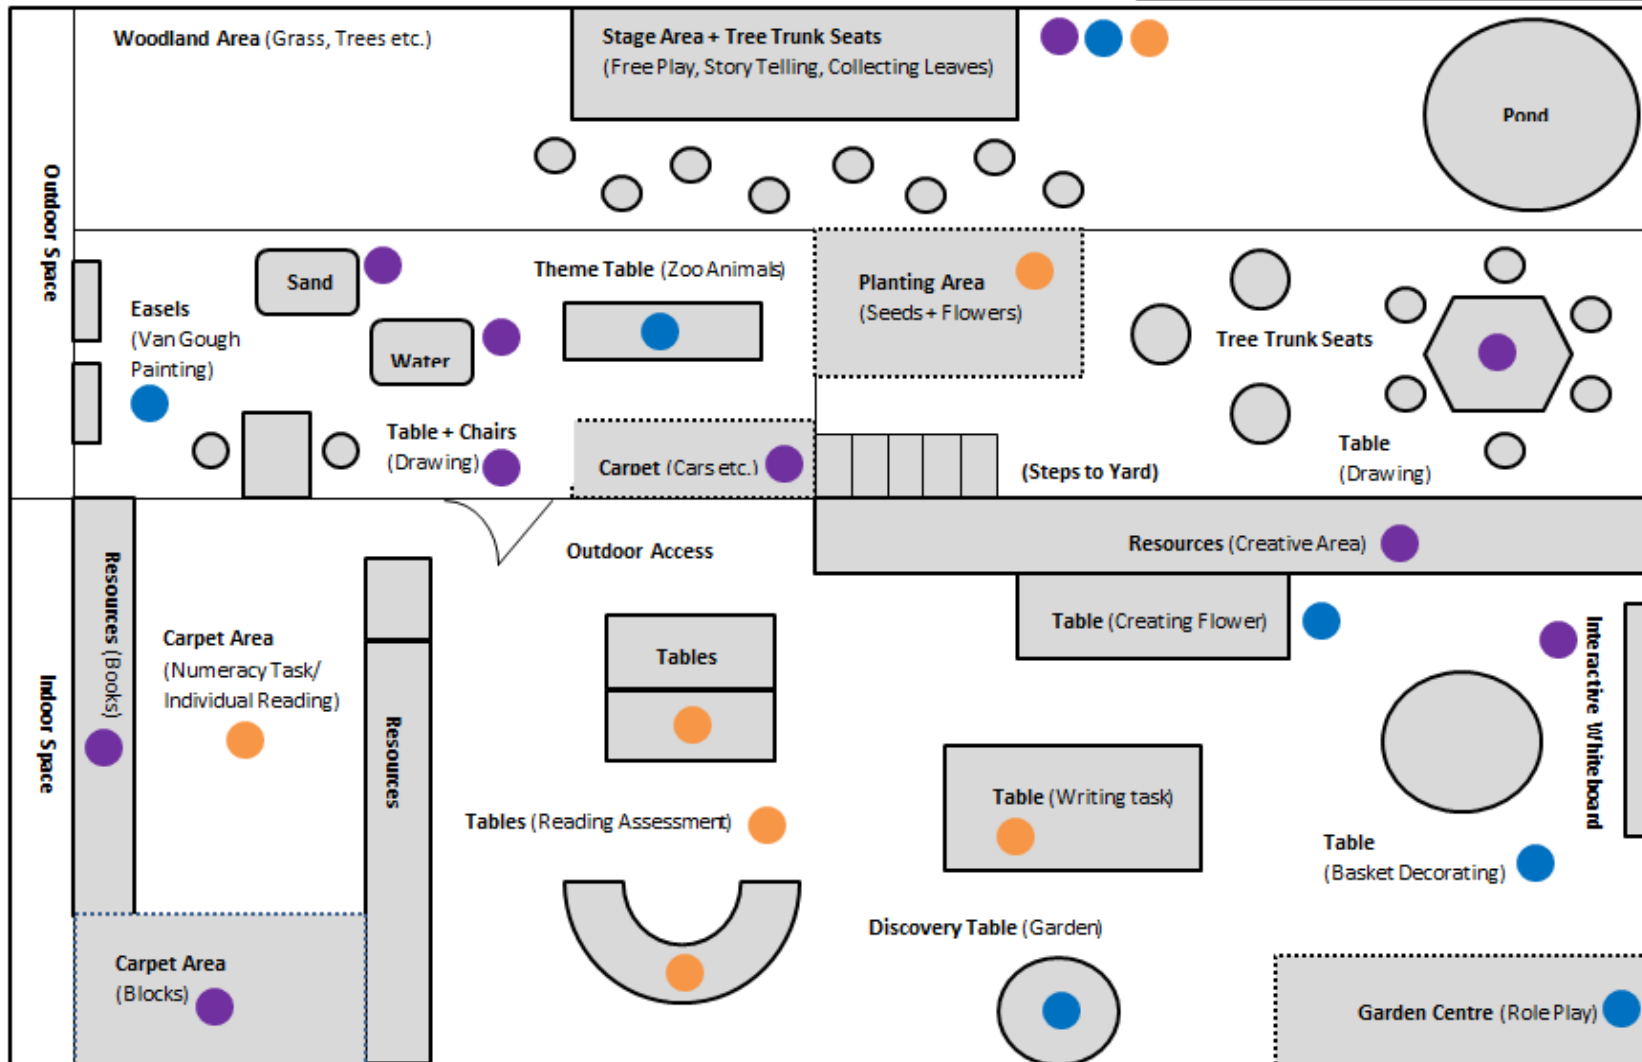 Woodland Area (Grass, Trees etc.)
Stage Area + Tree Trunk Seats
(Free Play, Story Telling, Collecting Leaves)
Pond
Outdoor Space
Sand
Easels
(Van Gough
Painting)
Water
Theme Table (Zoo Animals)
Planting Area
(Seeds + Flowers)
Tree Trunk Seats
Table + Chairs
(Drawing)
Carpet (Cars etc.)
(Steps to Yard)
Table
(Drawing)
Indoor Space
Resources (Books)
Carpet Area
(Numeracy Task/
Individual Reading)
Resources
Outdoor Access
Resources (Creative Area)
Tables
Table (Creating Flower)
Interactive Whiteboard
Tables (Reading Assessment)
Table (Writing task)
Table
(Basket Decorating)
Carpet Area
(Blocks)
Discovery Table (Garden)
Garden Centre (Role Play)